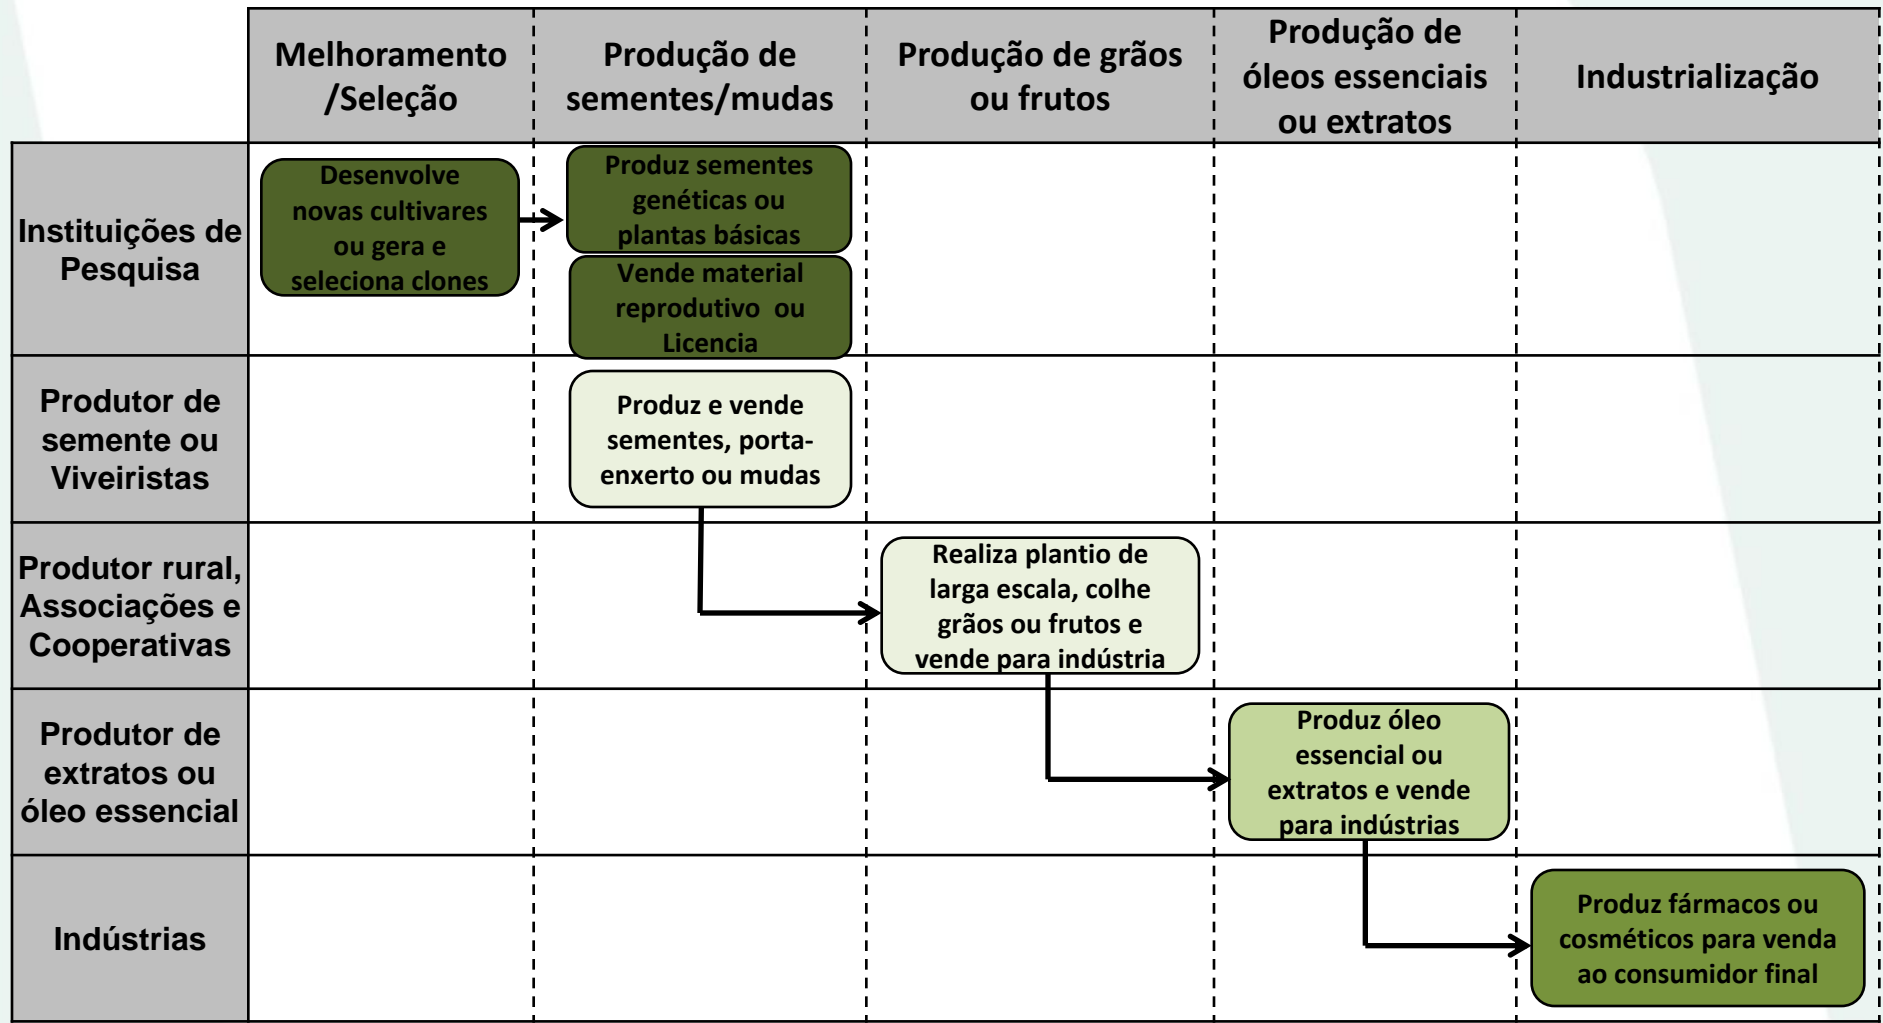 Melhoramento
/Seleção
Produção de
sementes/mudas
Produção de grãos
ou frutos
Produção de
óleos essenciais
ou extratos
Industrialização
Instituições de
Pesquisa
Desenvolve
novas cultivares
ou gera e
seleciona clones
Produz sementes
genéticas ou
plantas básicas
Vende material
reprodutivo ou
Licencia
Produtor de
semente ou
Viveiristas
Produz e vende
sementes, porta-
enxerto ou mudas
Produtor rural,
Associações e
Cooperativas
Realiza plantio de
larga escala, colhe
grãos ou frutos e
vende para indústria
Produtor de
extratos ou
óleo essencial
Produz óleo
essencial ou
extratos e vende
para indústrias
Indústrias
Produz fármacos ou
cosméticos para venda
ao consumidor final